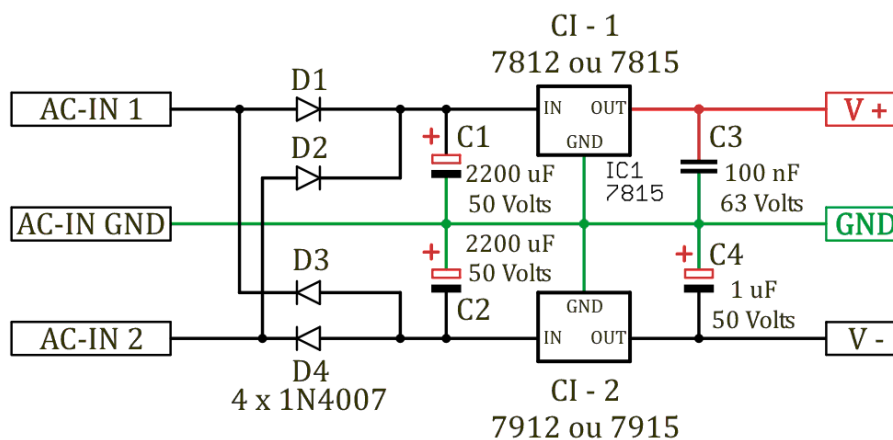 CI - 1
7812 ou 7815
AC-IN 1
D1
IN
OUT
GND
V +
+
C1
2200 uF
50 Volts
D2
IC1
7815
C3
100 nF
63 Volts
AC-IN GND
GND
+
2200 uF
50 Volts
C2
D3
+
C4
1 uF
50 Volts
GND
IN
OUT
AC-IN 2
V -
D4
4 x 1N4007
CI - 2
7912 ou 7915